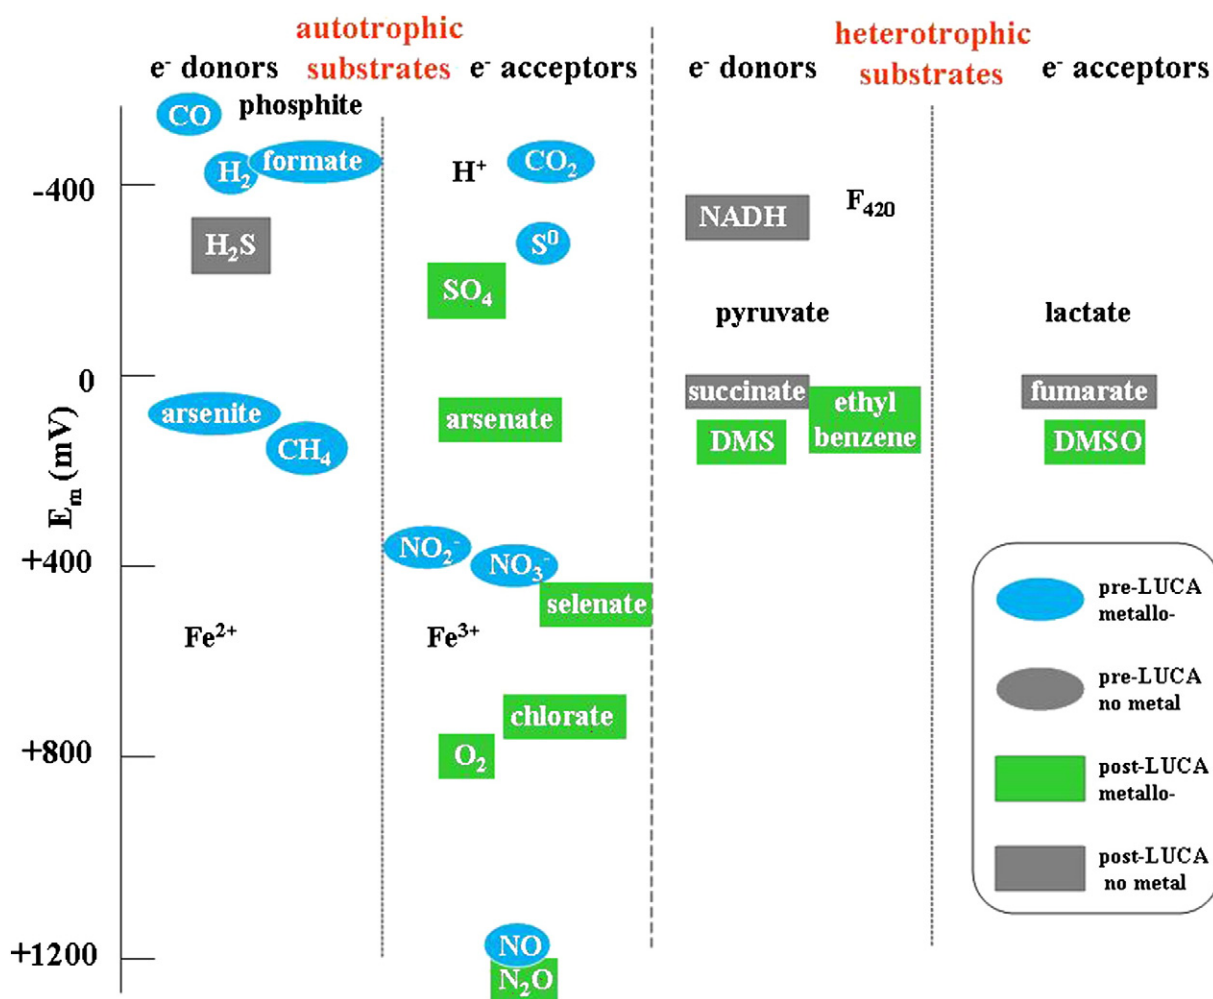 autotrophic
substrates
heterotrophic
substrates
e⁻ donors
e⁻ acceptors
e⁻ donors
e⁻ acceptors
CO
phosphite
H₂
formate
H⁺
CO₂
-400
NADH
F₄₂₀
H₂S
S⁰
SO₄
pyruvate
lactate
0
succinate
fumarate
arsenite
arsenate
ethyl
benzene
DMS
DMSO
CH₄
Eₘ (mV)
NO₂⁻
NO₃⁻
+400
selenate
Fe²⁺
Fe³⁺
chlorate
+800
O₂
NO
+1200
N₂O
pre-LUCA
metallo-
pre-LUCA
no metal
post-LUCA
metallo-
post-LUCA
no metal